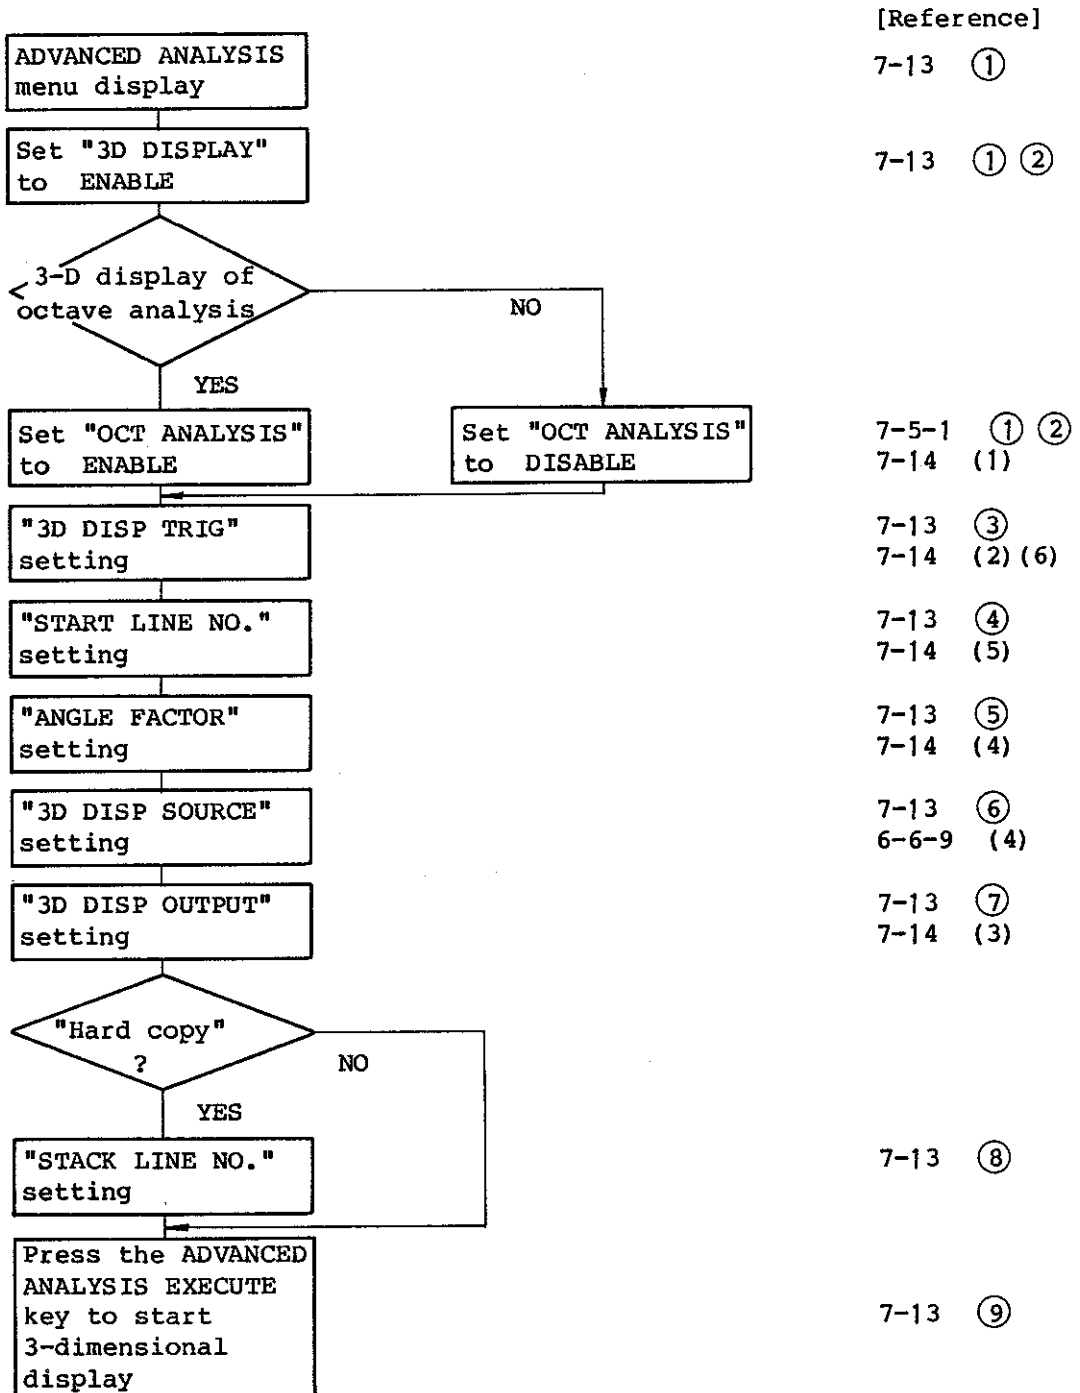 [Reference]
ADVANCED ANALYSIS
menu display
7-13 ①
Set "3D DISPLAY"
to ENABLE
7-13 ① ②
3-D display of
octave analysis
NO
YES
Set "OCT ANALYSIS"
to ENABLE
Set "OCT ANALYSIS"
to DISABLE
7-5-1 ① ②
7-14 (1)
"3D DISP TRIG"
setting
7-13 ③
7-14 (2)(6)
"START LINE NO."
setting
7-13 ④
7-14 (5)
"ANGLE FACTOR"
setting
7-13 ⑤
7-14 (4)
"3D DISP SOURCE"
setting
7-13 ⑥
6-6-9 (4)
"3D DISP OUTPUT"
setting
7-13 ⑦
7-14 (3)
"Hard copy"
?
NO
YES
"STACK LINE NO."
setting
7-13 ⑧
Press the ADVANCED
ANALYSIS EXECUTE
key to start
3-dimensional
display
7-13 ⑨